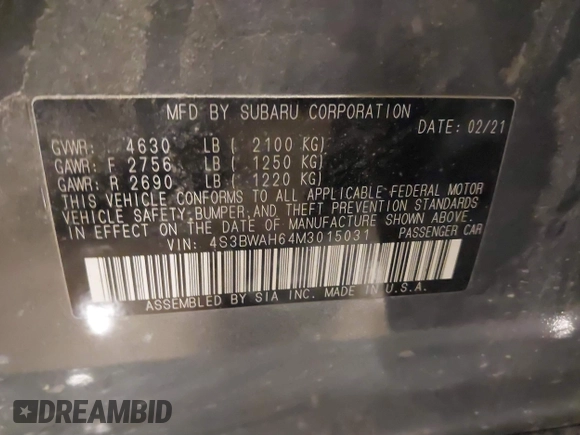 MFD BY SUBARU CORPORATION
DATE: 02/21
GVWR: 4630 LB ( 2100 KG)
GAWR: F 2756 LB ( 1250 KG)
GAWR: R 2690 LB ( 1220 KG)
THIS VEHICLE CONFORMS TO ALL APPLICABLE FEDERAL MOTOR
VEHICLE SAFETY, BUMPER, AND THEFT PREVENTION STANDARDS
IN EFFECT ON THE DATE OF MANUFACTURE SHOWN ABOVE.
VIN: 4S3BWAH64M3015031 PASSENGER CAR
ASSEMBLED BY SIA INC. MADE IN U.S.A.
DREAMBID